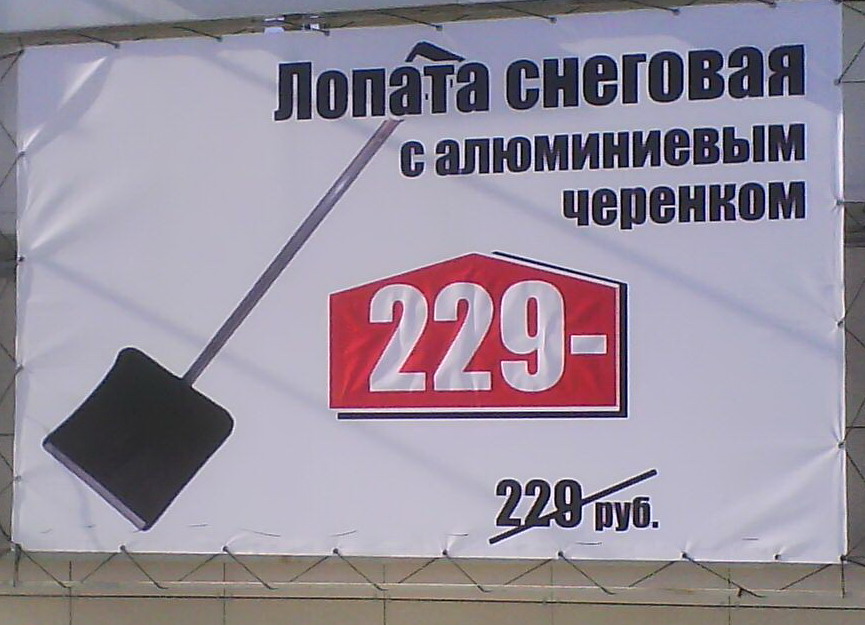 Лопата снеговая
с алюминиевым
черенком
229-
229 руб.